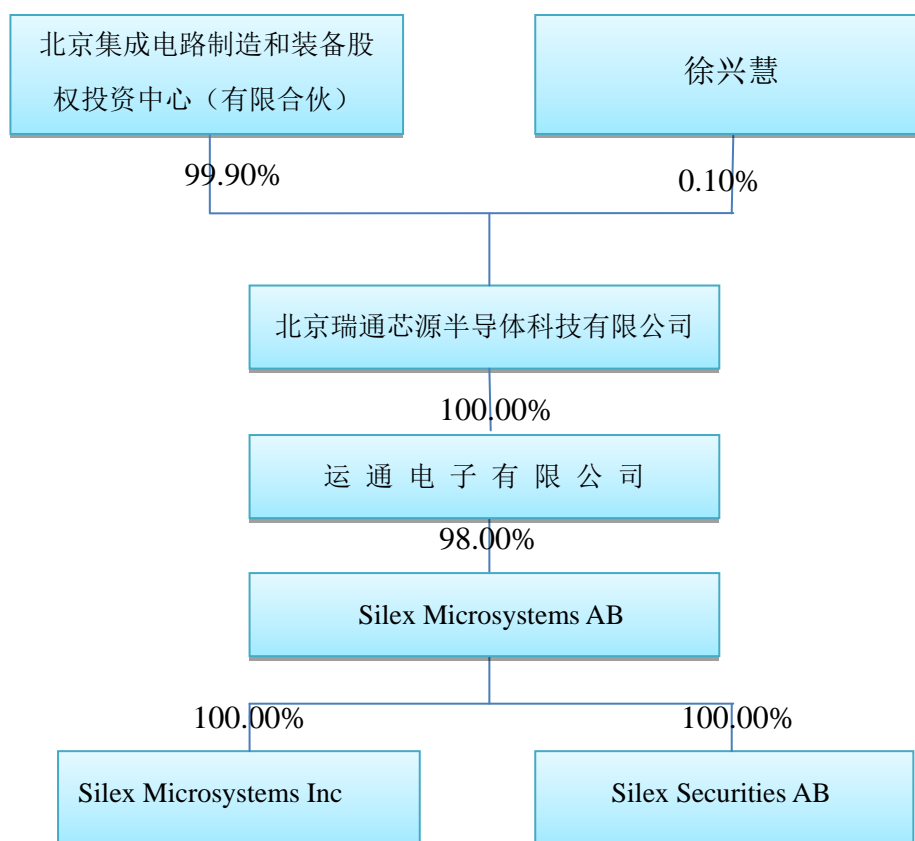 北京集成电路制造和装备股
权投资中心（有限合伙）
徐兴慧
99.90%
0.10%
北京瑞通芯源半导体科技有限公司
100.00%
运通电子有限公司
98.00%
Silex Microsystems AB
100.00%
100.00%
Silex Microsystems Inc
Silex Securities AB